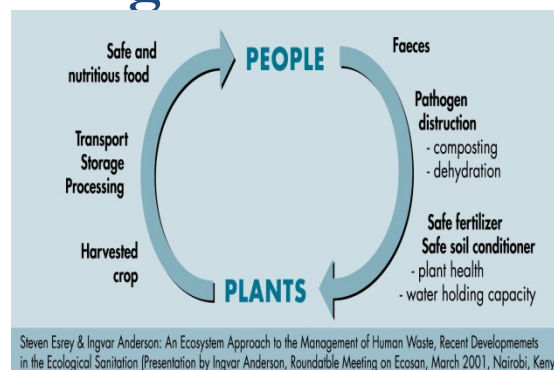 PEOPLE
Faeces
Pathogen
distruction
- composting
- dehydration
Safe fertilizer
Safe soil conditioner
- plant health
- water holding capacity
PLANTS
Harvested
crop
Transport
Storage
Processing
Safe and
nutritious food
Steven Esrey & Ingvar Anderson: An Ecosystem Approach to the Management of Human Waste, Recent Developmemets
in the Ecological Sanitation (Presentation by Ingvar Anderson, Roundtable Meeting on Ecosan, March 2001, Nairobi, Keny